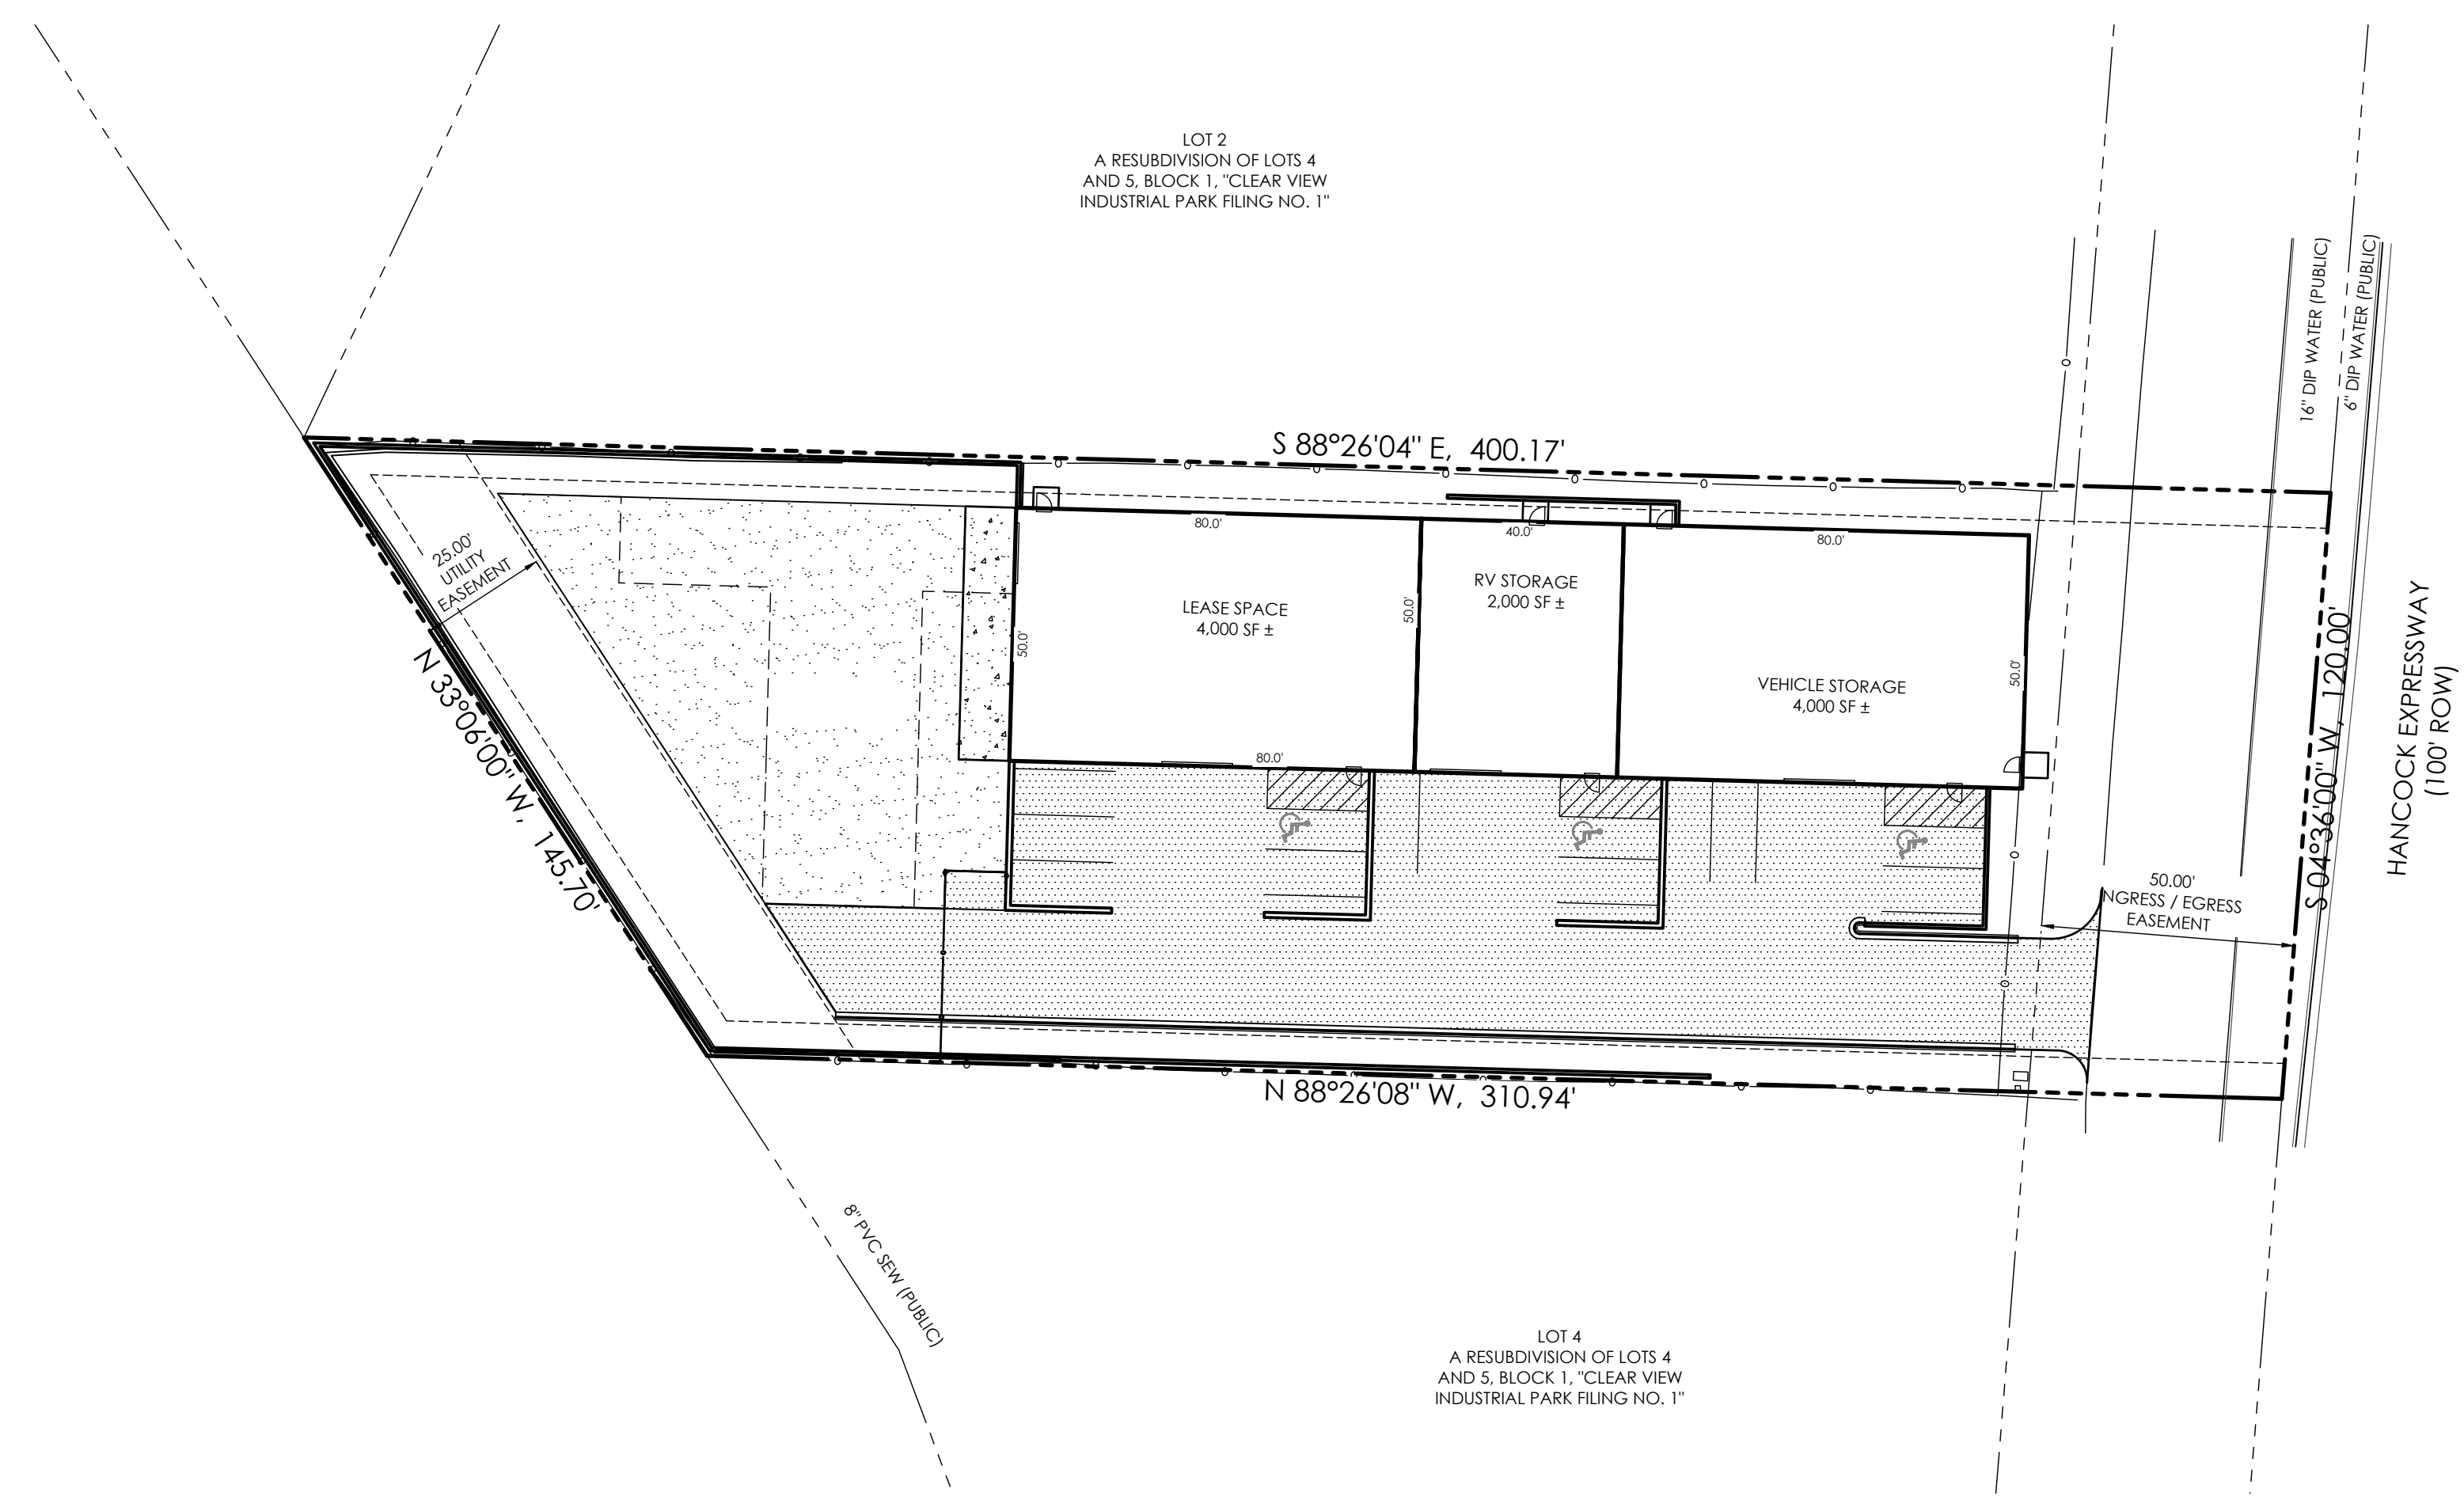 LOT 2
A RESUBDIVISION OF LOTS 4
AND 5, BLOCK 1, "CLEAR VIEW
INDUSTRIAL PARK FILING NO. 1"
16" DIP WATER (PUBLIC)
6" DIP WATER (PUBLIC)
S 88°26'04" E, 400.17'
80.0'
40.0'
80.0'
25.00'
UTILITY
EASEMENT
RV STORAGE
2,000 SF ±
LEASE SPACE
4,000 SF ±
50.0'
50.0'
50.0'
VEHICLE STORAGE
4,000 SF ±
80.0'
N 33°06'00" W, 145.70'
S 04°36'00" W, 120.00'
HANCOCK EXPRESSWAY
(100' ROW)
50.00'
NGRESS / EGRESS
EASEMENT
N 88°26'08" W, 310.94'
8" PVC SEW (PUBLIC)
LOT 4
A RESUBDIVISION OF LOTS 4
AND 5, BLOCK 1, "CLEAR VIEW
INDUSTRIAL PARK FILING NO. 1"